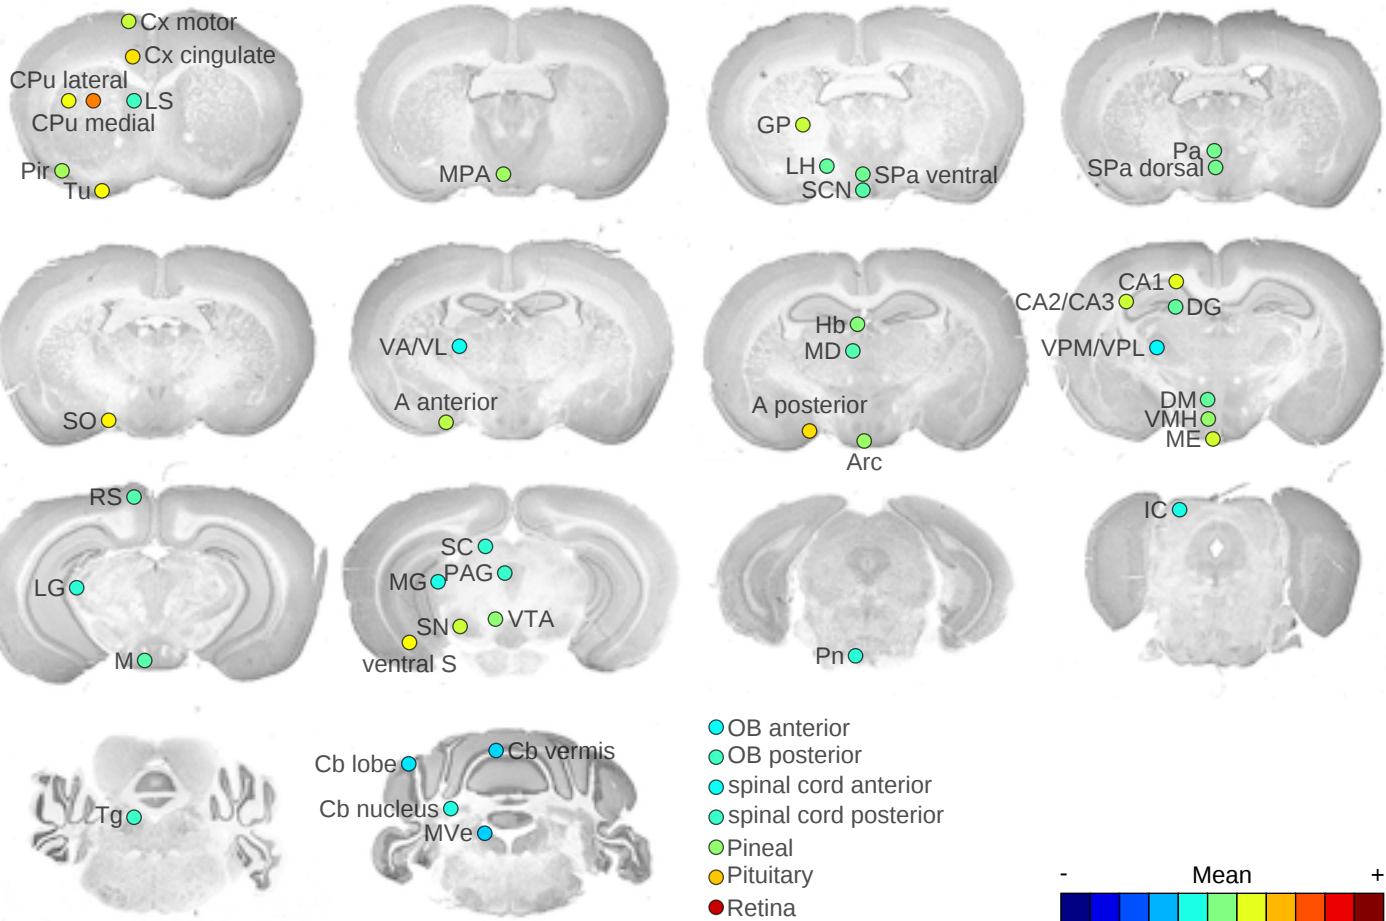 Cx motor
Cx cingulate
CPu lateral
LS
CPu medial
Pir
Tu
MPA
GP
LH
SPa ventral
SCN
Pa
SPa dorsal
SO
VA/VL
A anterior
Hb
MD
A posterior
Arc
CA1
CA2/CA3
DG
VPM/VPL
DM
VMH
ME
RS
LG
M
SC
MG
PAG
SN
VTA
ventral S
Pn
IC
Tg
Cb lobe
Cb vermis
Cb nucleus
MVe
OB anterior
OB posterior
spinal cord anterior
spinal cord posterior
Pineal
Pituitary
Retina
- Mean +